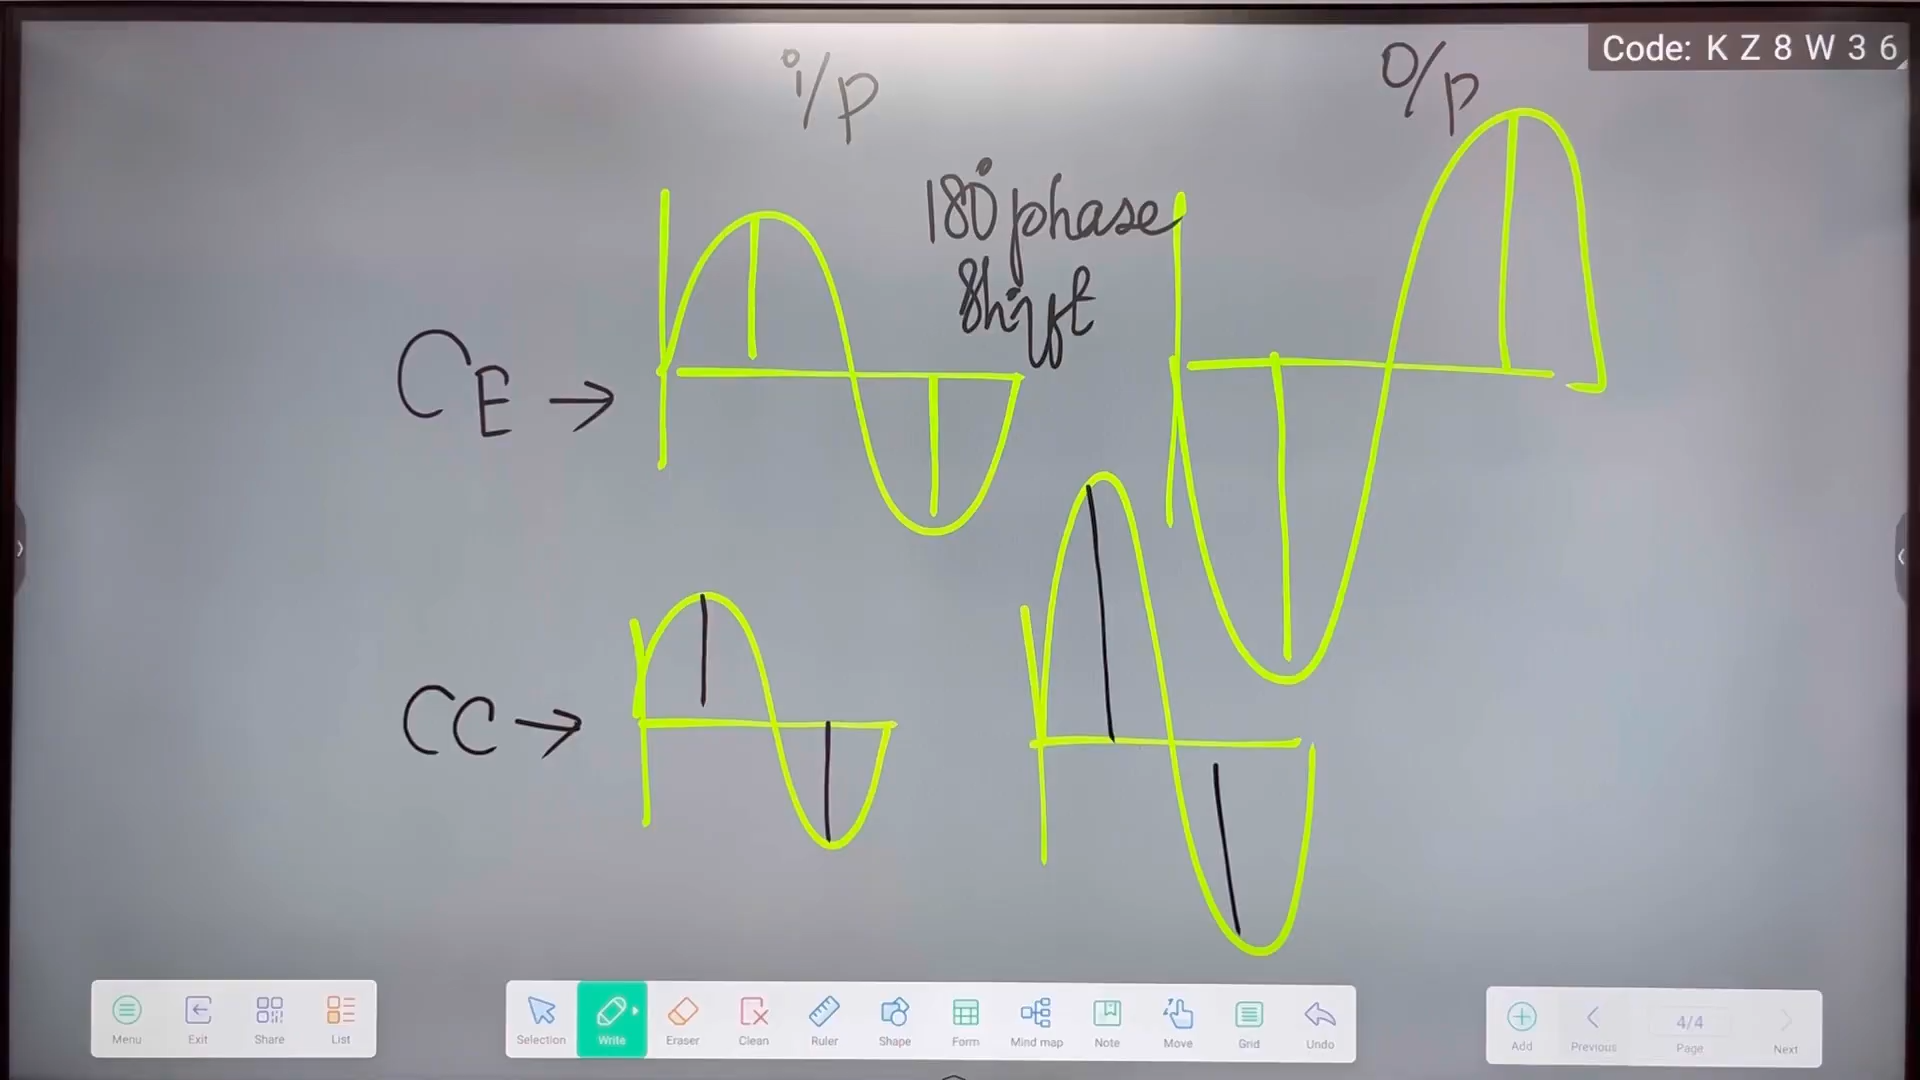 Code: K Z 8 W 3 6
i/p
O/p
180° phase
shift
CE →
CC →
Menu
Exit
Share
List
Selection
Write
Eraser
Clean
Ruler
Shape
Form
Mind map
Note
Move
Grid
Undo
Add
Previous
4/4
Page
Next